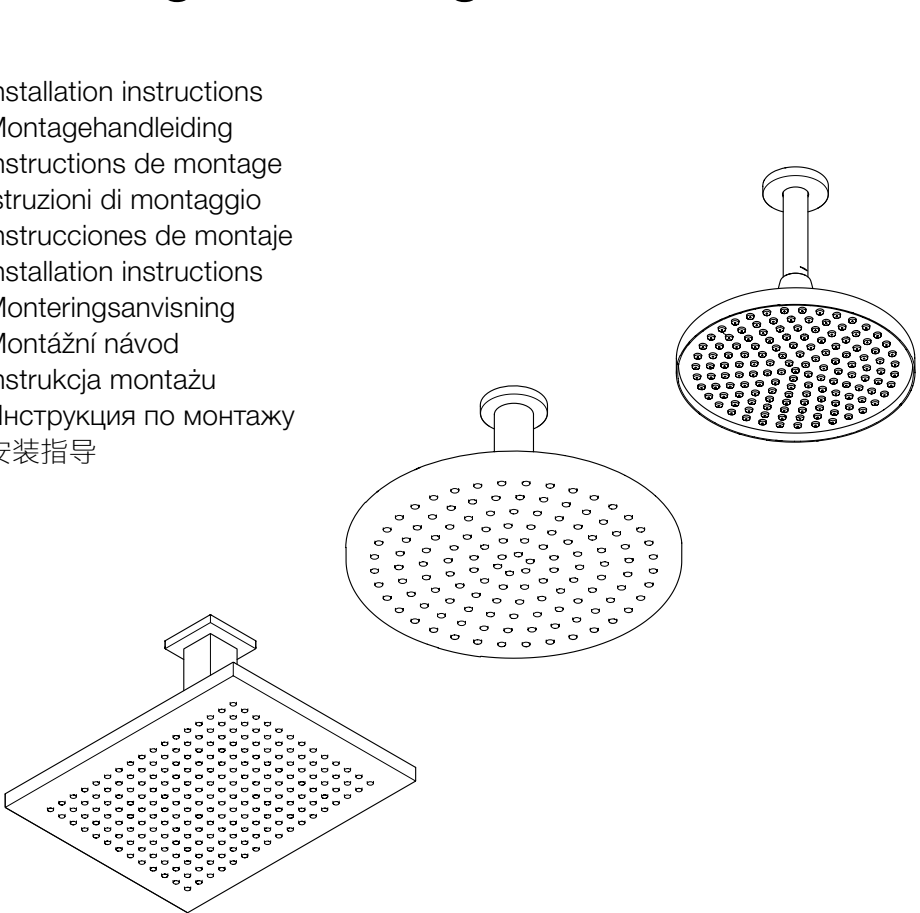 nstallation instructions
Montagehandleiding
nstructions de montage
struzioni di montaggio
nstrucciones de montaje
nstallation instructions
Monteringsanvisning
Montážní návod
nstrukcja montażu
Инструкция по монтажу
安装指导